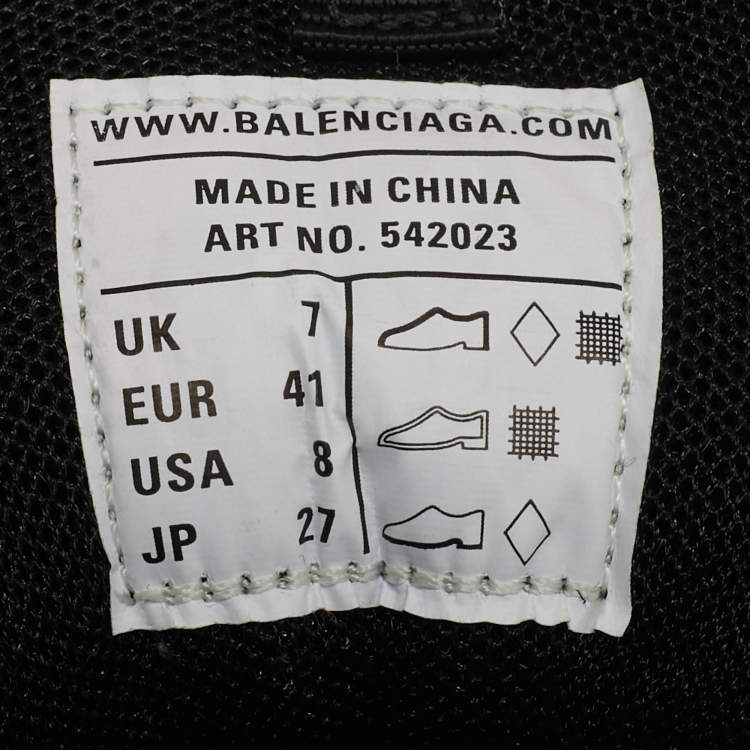 WWW.BALENCIAGA.COM
MADE IN CHINA
ART NO. 542023
UK 7
EUR 41
USA 8
JP 27